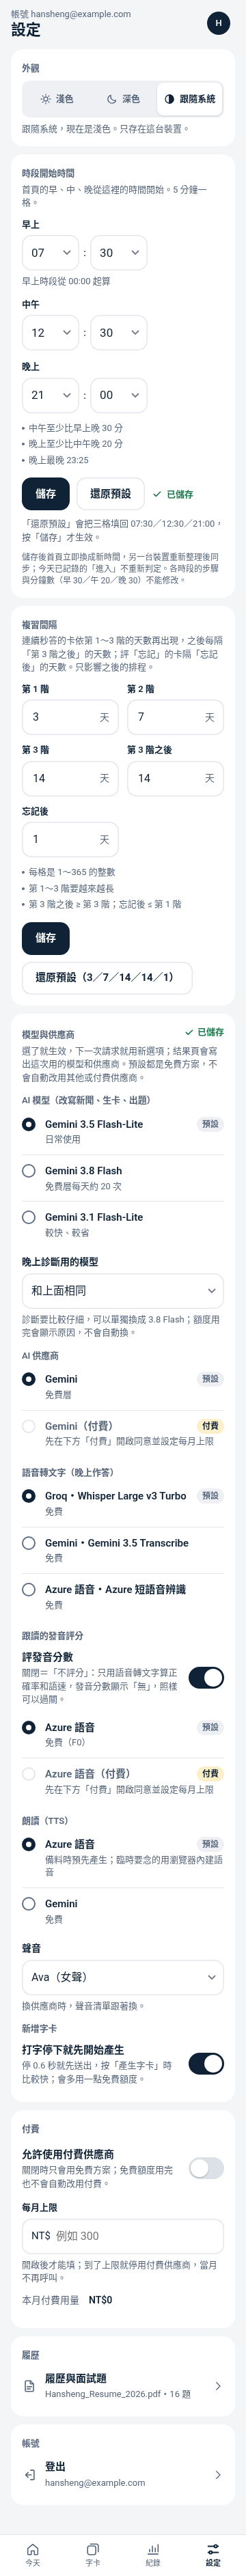 帳號 hansheng@example.com
設定
H
外觀
淺色
深色
跟隨系統
跟隨系統，現在是淺色。只存在這台裝置。
時段開始時間
首頁的早、中、晚從這裡的時間開始。5 分鐘一
格。
早上
07 : 30
早上時段從 00:00 起算
中午
12 : 30
晚上
21 : 00
• 中午至少比早上晚 30 分
• 晚上至少比中午晚 20 分
• 晚上最晚 23:25
儲存
還原預設
已儲存
「還原預設」會把三格填回 07:30／12:30／21:00，
按「儲存」才生效。
儲存後首頁立即換成新時間，另一台裝置重新整理後同
步；今天已記錄的「進入」不重新判定。各時段的步驟
與分鐘數（早 30／午 20／晚 30）不能修改。
複習間隔
連續秒答的卡依第 1～3 階的天數再出現，之後每隔
「第 3 階之後」的天數；評「忘記」的卡隔「忘記
後」的天數。只影響之後的排程。
第 1 階
第 2 階
3 天
7 天
第 3 階
第 3 階之後
14 天
14 天
忘記後
1 天
• 每格是 1～365 的整數
• 第 1～3 階要越來越長
• 第 3 階之後 ≥ 第 3 階；忘記後 ≤ 第 1 階
儲存
還原預設（3／7／14／14／1）
模型與供應商
已儲存
選了就生效，下一次請求就用新選項；結果頁會寫
出這次用的模型和供應商。預設都是免費方案，不
會自動改用其他或付費供應商。
AI 模型（改寫新聞、生卡、出題）
Gemini 3.5 Flash-Lite
預設
日常使用
Gemini 3.8 Flash
免費層每天約 20 次
Gemini 3.1 Flash-Lite
較快、較省
晚上診斷用的模型
和上面相同
診斷要比較仔細，可以單獨換成 3.8 Flash；額度用
完會顯示原因，不會自動換。
AI 供應商
Gemini
預設
免費層
Gemini（付費）
付費
先在下方「付費」開啟同意並設定每月上限
語音轉文字（晚上作答）
Groq・Whisper Large v3 Turbo
預設
免費
Gemini・Gemini 3.5 Transcribe
免費
Azure 語音・Azure 短語音辨識
免費
跟讀的發音評分
評發音分數
關閉＝「不評分」：只用語音轉文字算正
確率和語速，發音分數顯示「無」，照樣
可以過關。
Azure 語音
預設
免費（F0）
Azure 語音（付費）
付費
先在下方「付費」開啟同意並設定每月上限
朗讀（TTS）
Azure 語音
預設
備料時預先產生；臨時要念的用瀏覽器內建語
音
Gemini
免費
聲音
Ava（女聲）
換供應商時，聲音清單跟著換。
新增字卡
打字停下就先開始產生
停 0.6 秒就先送出，按「產生字卡」時
比較快；會多用一點免費額度。
付費
允許使用付費供應商
關閉時只會用免費方案；免費額度用完
也不會自動改用付費。
每月上限
NT$ 例如 300
開啟後才能填；到了上限就停用付費供應商，當月
不再呼叫。
本月付費用量 NT$0
履歷
履歷與面試題
Hansheng_Resume_2026.pdf・16 題
帳號
登出
hansheng@example.com
今天
字卡
紀錄
設定